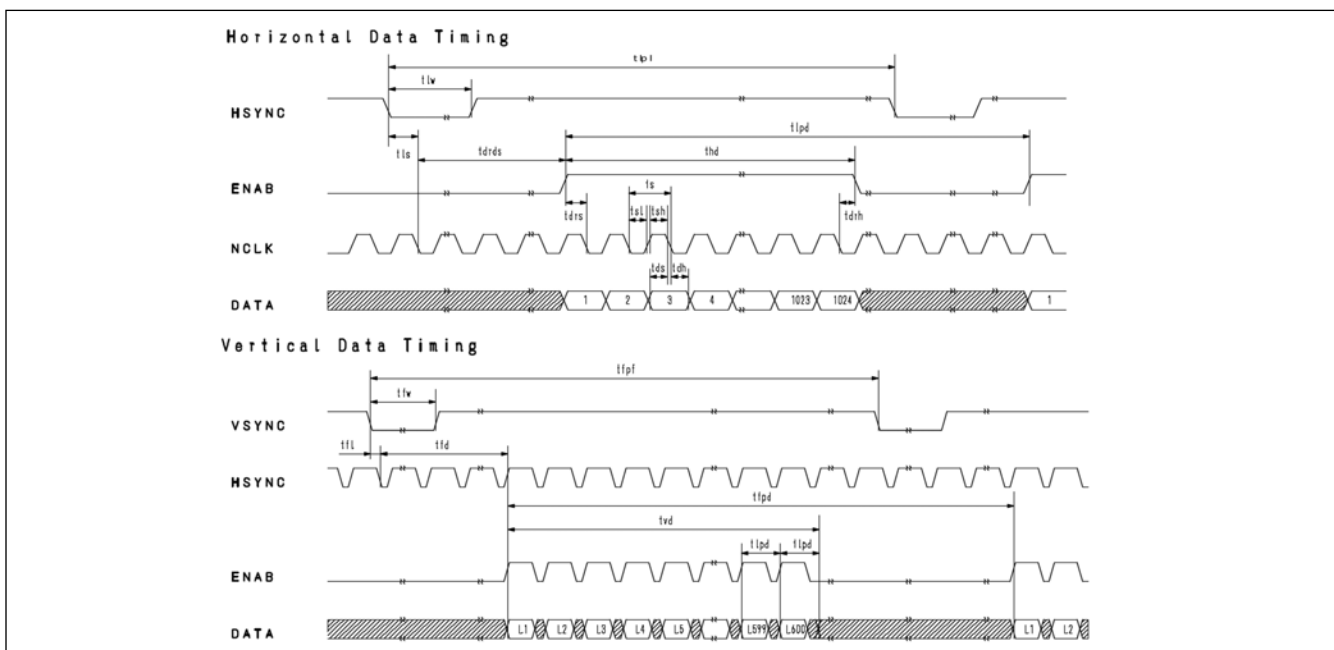 Horizontal Data Timing
tlpl
tlw
HSYNC
tlpd
tls
tdrds
thd
ENAB
ts
tdrs
tsl
tsh
tdrh
NCLK
tds
tdh
DATA
1
2
3
4
1023
1024
1
Vertical Data Timing
tfpf
tfw
VSYNC
tfl
tfd
HSYNC
tfpd
tvd
tlpd
tlpd
ENAB
DATA
L1
L2
L3
L4
L5
L599
L600
L1
L2